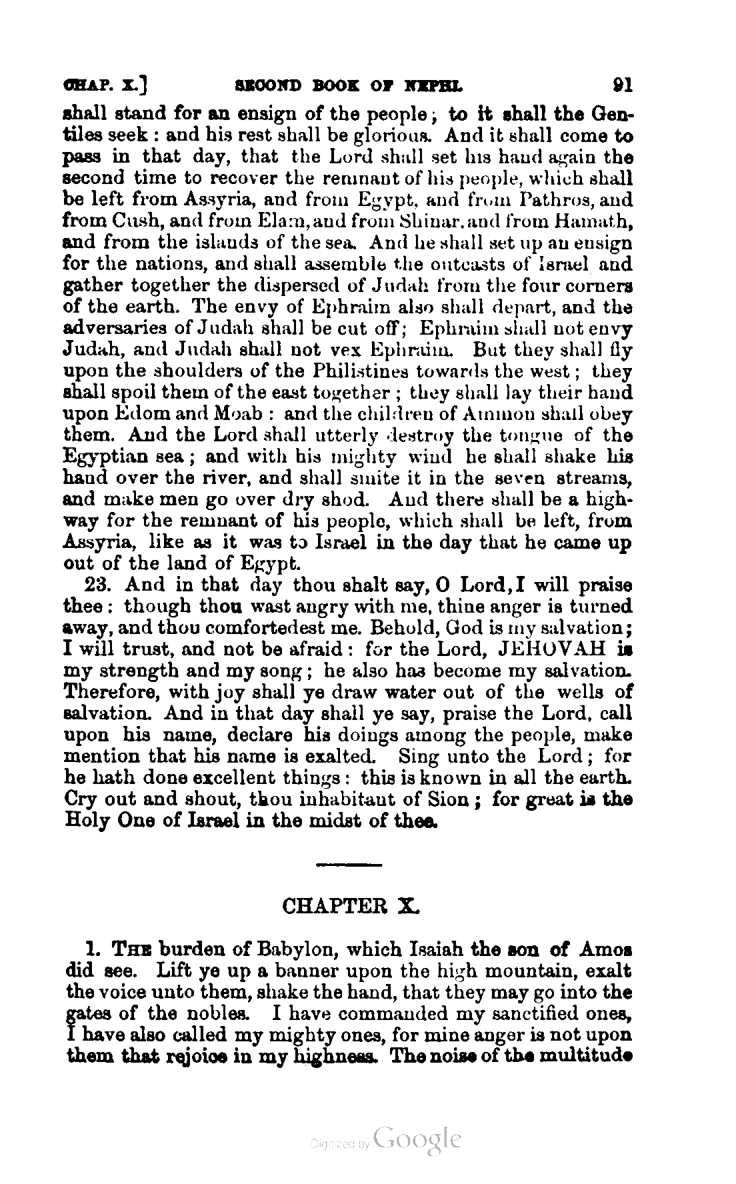 CHAP. X.] SECOND BOOK OF NEPHI. 91
shall stand for an ensign of the people; to it shall the Gen-
tiles seek: and his rest shall be glorious. And it shall come to
pass in that day, that the Lord shall set his hand again the
second time to recover the remnant of his people, which shall
be left from Assyria, and from Egypt, and from Pathros, and
from Cush, and from Elam, and from Shinar, and from Hamath,
and from the islands of the sea. And he shall set up an ensign
for the nations, and shall assemble the outcasts of Israel and
gather together the dispersed of Judah from the four corners
of the earth. The envy of Ephraim also shall depart, and the
adversaries of Judah shall be cut off; Ephraim shall not envy
Judah, and Judah shall not vex Ephraim. But they shall fly
upon the shoulders of the Philistines towards the west; they
shall spoil them of the east together; they shall lay their hand
upon Edom and Moab: and the children of Ammon shall obey
them. And the Lord shall utterly destroy the tongue of the
Egyptian sea; and with his mighty wind he shall shake his
hand over the river, and shall smite it in the seven streams,
and make men go over dry shod. And there shall be a high-
way for the remnant of his people, which shall be left, from
Assyria, like as it was to Israel in the day that he came up
out of the land of Egypt.
23. And in that day thou shalt say, O Lord, I will praise
thee: though thou wast angry with me, thine anger is turned
away, and thou comfortedest me. Behold, God is my salvation;
I will trust, and not be afraid: for the Lord, JEHOVAH is
my strength and my song; he also has become my salvation.
Therefore, with joy shall ye draw water out of the wells of
salvation. And in that day shall ye say, praise the Lord, call
upon his name, declare his doings among the people, make
mention that his name is exalted. Sing unto the Lord; for
he hath done excellent things: this is known in all the earth.
Cry out and shout, thou inhabitant of Sion; for great is the
Holy One of Israel in the midst of thee.
CHAPTER X.
1. THE burden of Babylon, which Isaiah the son of Amos
did see. Lift ye up a banner upon the high mountain, exalt
the voice unto them, shake the hand, that they may go into the
gates of the nobles. I have commanded my sanctified ones,
I have also called my mighty ones, for mine anger is not upon
them that rejoice in my highness. The noise of the multitude
Digitized by Google